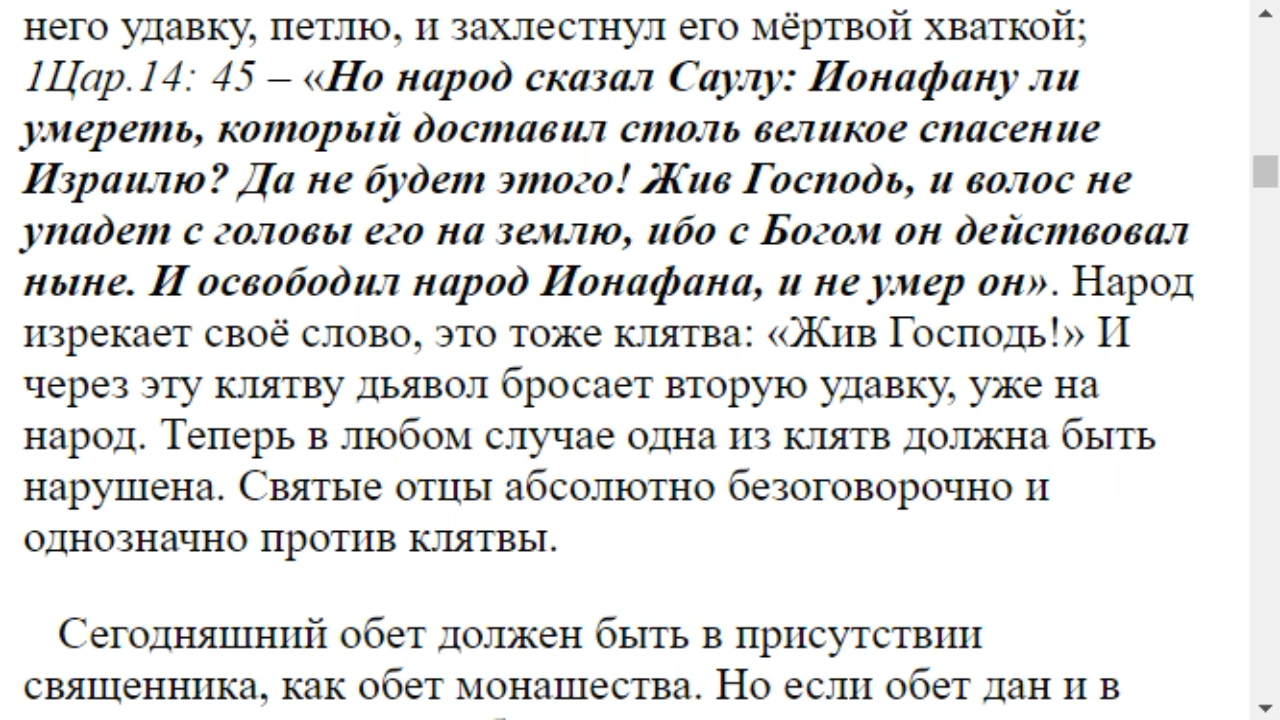 него удавку, петлю, и захлестнул его мёртвой хваткой;
1Цар.14: 45 – «Но народ сказал Саулу: Ионафану ли
умереть, который доставил столь великое спасение
Израилю? Да не будет этого! Жив Господь, и волос не
упадет с головы его на землю, ибо с Богом он действовал
ныне. И освободил народ Ионафана, и не умер он». Народ
изрекает своё слово, это тоже клятва: «Жив Господь!» И
через эту клятву дьявол бросает вторую удавку, уже на
народ. Теперь в любом случае одна из клятв должна быть
нарушена. Святые отцы абсолютно безоговорочно и
однозначно против клятвы.
Сегодняшний обет должен быть в присутствии
священника, как обет монашества. Но если обет дан и в